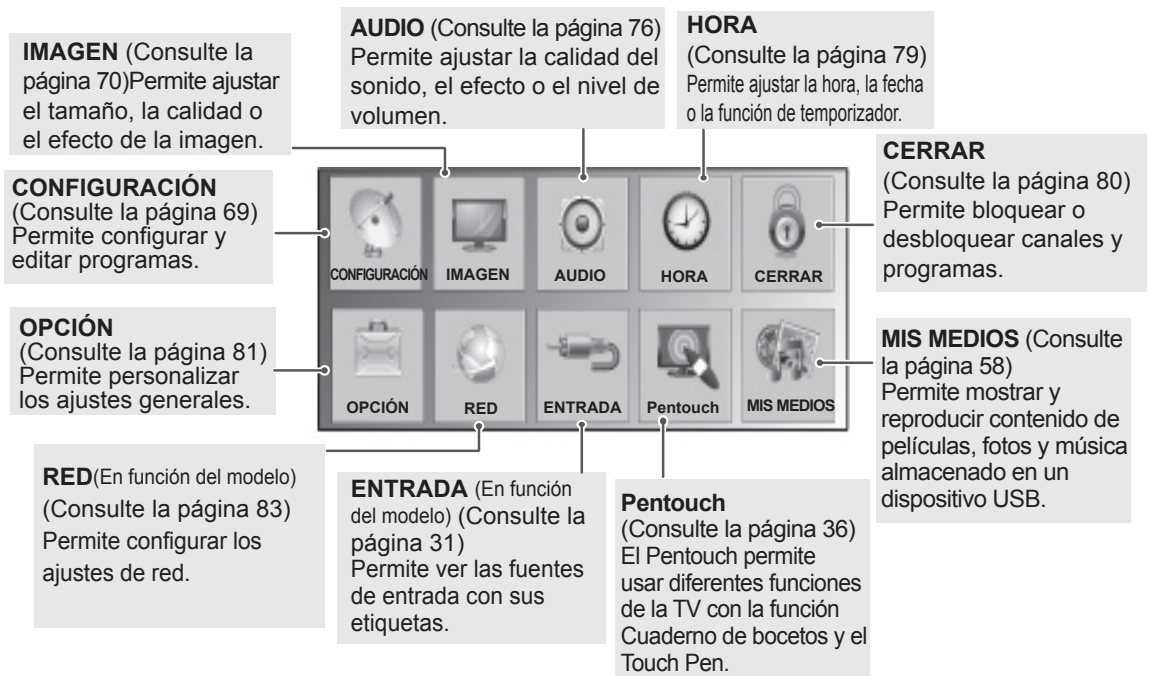 IMAGEN (Consulte la
página 70)Permite ajustar
el tamaño, la calidad o
el efecto de la imagen.
AUDIO (Consulte la página 76)
Permite ajustar la calidad del
sonido, el efecto o el nivel de
volumen.
HORA
(Consulte la página 79)
Permite ajustar la hora, la fecha
o la función de temporizador.
CONFIGURACIÓN
(Consulte la página 69)
Permite configurar y
editar programas.
CERRAR
(Consulte la página 80)
Permite bloquear o
desbloquear canales y
programas.
CONFIGURACIÓN
IMAGEN
AUDIO
HORA
CERRAR
OPCIÓN
RED
ENTRADA
Pentouch
MIS MEDIOS
OPCIÓN
(Consulte la página 81)
Permite personalizar
los ajustes generales.
MIS MEDIOS (Consulte
la página 58)
Permite mostrar y
reproducir contenido de
películas, fotos y música
almacenado en un
dispositivo USB.
RED(En función del modelo)
(Consulte la página 83)
Permite configurar los
ajustes de red.
ENTRADA (En función
del modelo) (Consulte la
página 31)
Permite ver las fuentes
de entrada con sus
etiquetas.
Pentouch
(Consulte la página 36)
El Pentouch permite
usar diferentes funciones
de la TV con la función
Cuaderno de bocetos y el
Touch Pen.